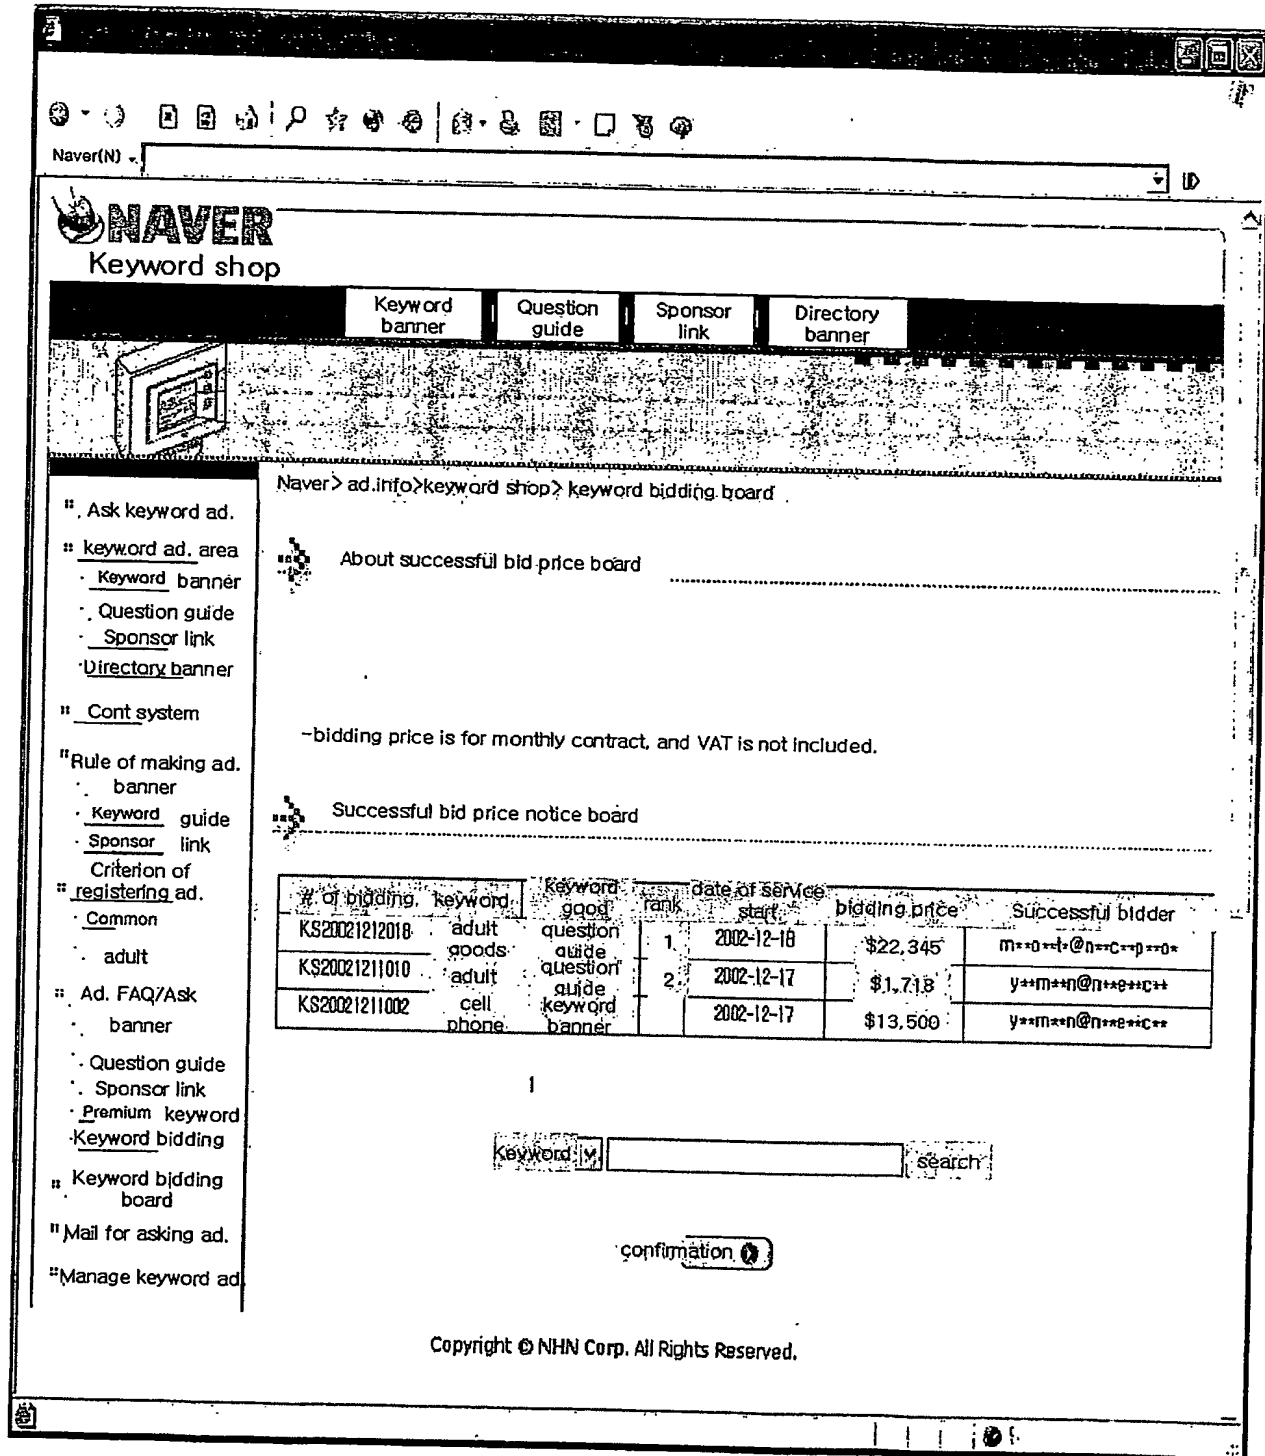 Naver(N)
NAVER
Keyword shop
Keyword banner
Question guide
Sponsor link
Directory banner
Naver> ad.info>keyword shop> keyword bidding board
Ask keyword ad.
keyword ad. area
Keyword banner
Question guide
Sponsor link
Directory banner
Cont system
Rule of making ad.
banner
Keyword guide
Sponsor link
Criterion of
registering ad.
Common
adult
Ad. FAQ/Ask
banner
Question guide
Sponsor link
Premium keyword
Keyword bidding
Keyword bidding
board
Mail for asking ad.
Manage keyword ad
About successful bid price board
-bidding price is for monthly contract, and VAT is not included.
Successful bid price notice board
# of bidding. keyword keyword good rank date of service start bidding price Successful bidder
KS20021212018 adult goods question guide 1 2002-12-18 $22,345 m**o**t*@n**c**p**o*
KS20021211010 adult question guide 2 2002-12-17 $1,718 y**m**n@n**e**c**
KS20021211002 cell phone keyword banner 2002-12-17 $13,500 y**m**n@n**e**c**
1
Keyword search
confirmation
Copyright © NHN Corp. All Rights Reserved.